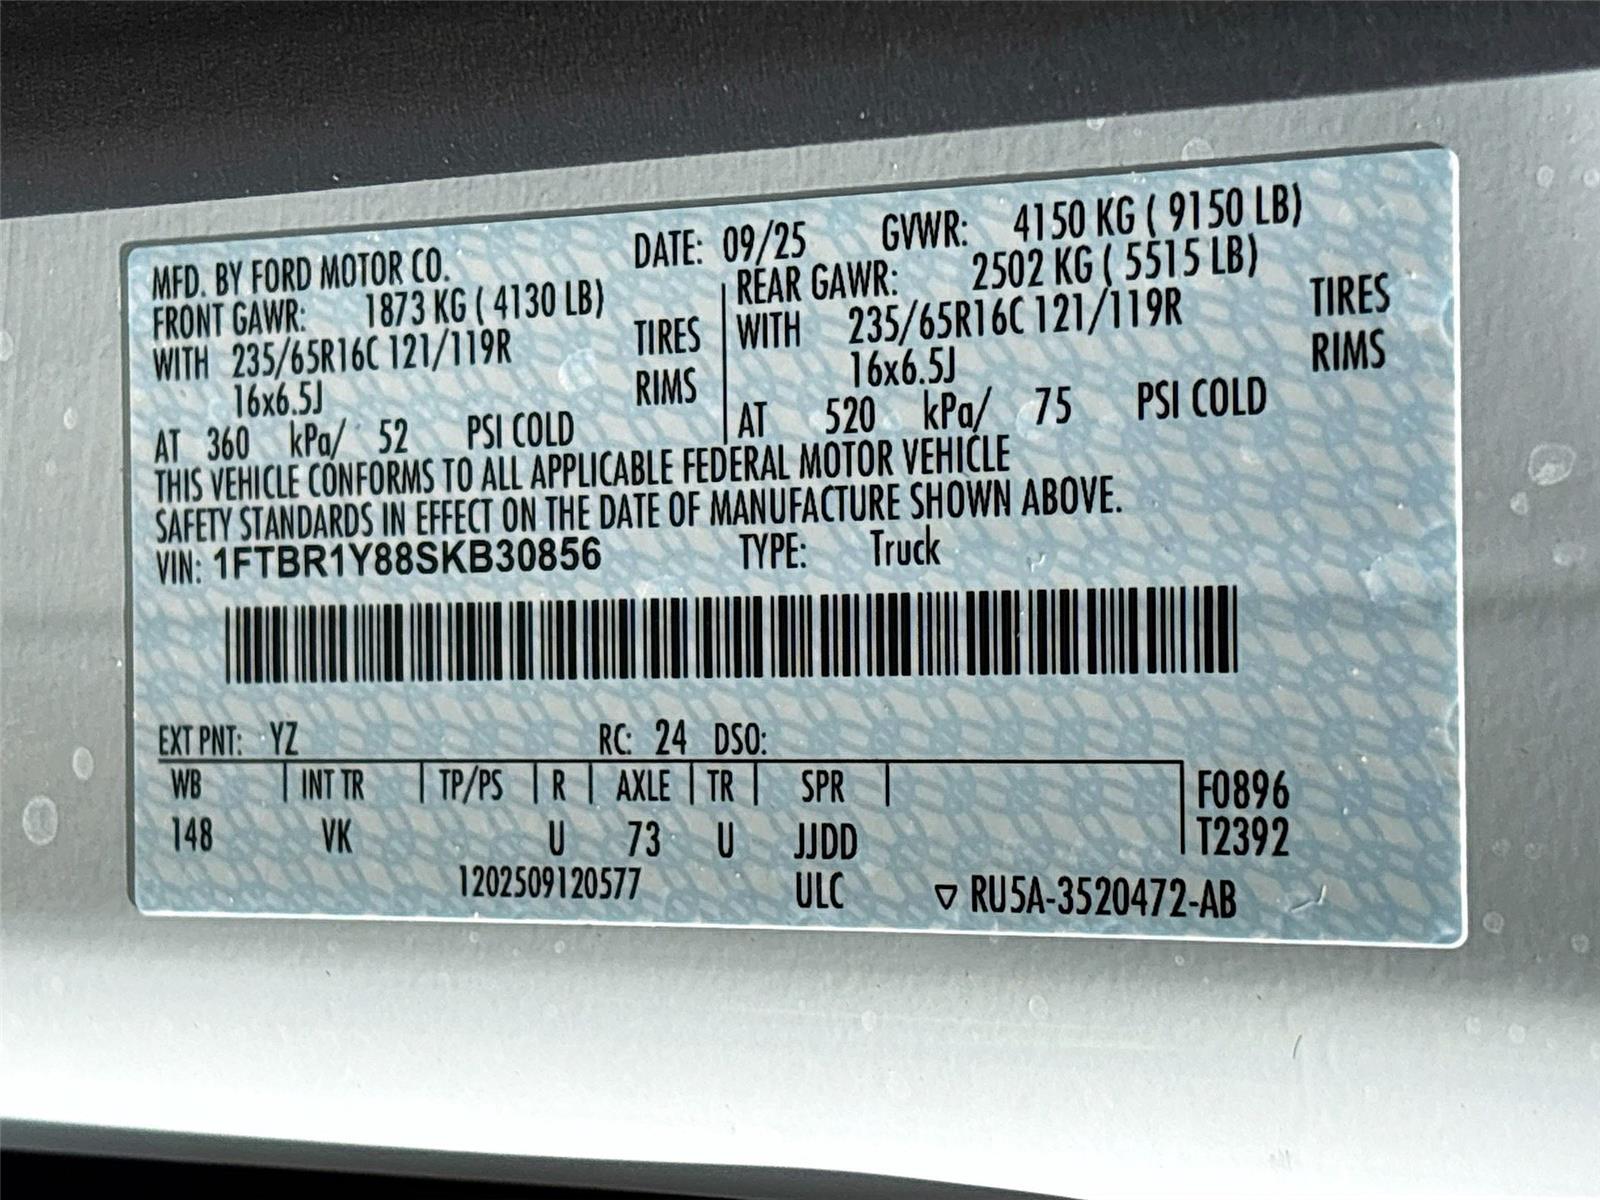 MFD. BY FORD MOTOR CO. DATE: 09/25 GVWR: 4150 KG ( 9150 LB)
FRONT GAWR: 1873 KG ( 4130 LB) REAR GAWR: 2502 KG ( 5515 LB)
WITH 235/65R16C 121/119R TIRES WITH 235/65R16C 121/119R TIRES
16x6.5J RIMS 16x6.5J RIMS
AT 360 kPa/ 52 PSI COLD AT 520 kPa/ 75 PSI COLD
THIS VEHICLE CONFORMS TO ALL APPLICABLE FEDERAL MOTOR VEHICLE
SAFETY STANDARDS IN EFFECT ON THE DATE OF MANUFACTURE SHOWN ABOVE.
VIN: 1FTBR1Y88SKB30856 TYPE: Truck
EXT PNT: YZ RC: 24 DSO:
WB INT TR TP/PS R AXLE TR SPR F0896
148 VK U 73 U JJDD T2392
1202509120577 ULC ▽ RU5A-3520472-AB